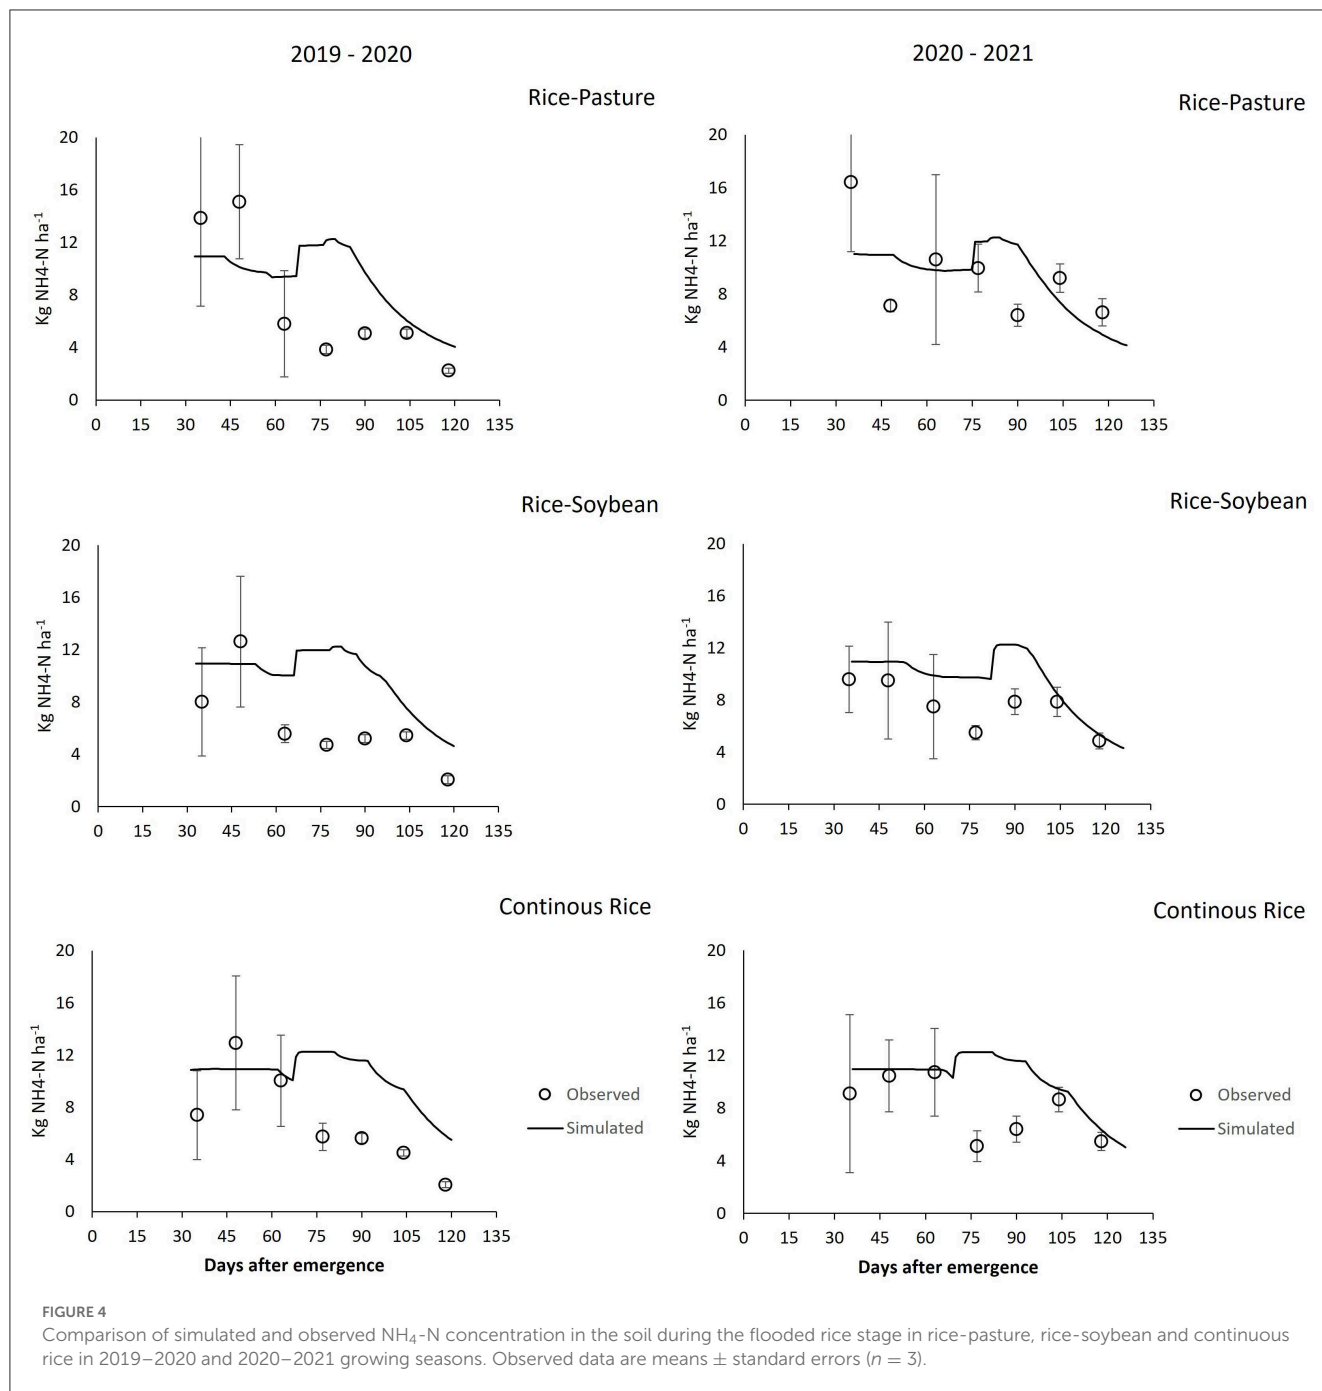 2019 - 2020
2020 - 2021
Rice-Pasture
Kg NH4-N ha-1
20
16
12
8
4
0
0 15 30 45 60 75 90 105 120 135
Rice-Pasture
Kg NH4-N ha-1
20
16
12
8
4
0
0 15 30 45 60 75 90 105 120 135
Rice-Soybean
Kg NH4-N ha-1
20
16
12
8
4
0
0 15 30 45 60 75 90 105 120 135
Rice-Soybean
Kg NH4-N ha-1
20
16
12
8
4
0
0 15 30 45 60 75 90 105 120 135
Continous Rice
Kg NH4-N ha-1
20
16
12
8
4
0
0 15 30 45 60 75 90 105 120 135
Days after emergence
Observed
Simulated
Continous Rice
Kg NH4-N ha-1
20
16
12
8
4
0
0 15 30 45 60 75 90 105 120 135
Days after emergence
Observed
Simulated
FIGURE 4
Comparison of simulated and observed NH₄-N concentration in the soil during the flooded rice stage in rice-pasture, rice-soybean and continuous
rice in 2019–2020 and 2020–2021 growing seasons. Observed data are means ± standard errors (n = 3).